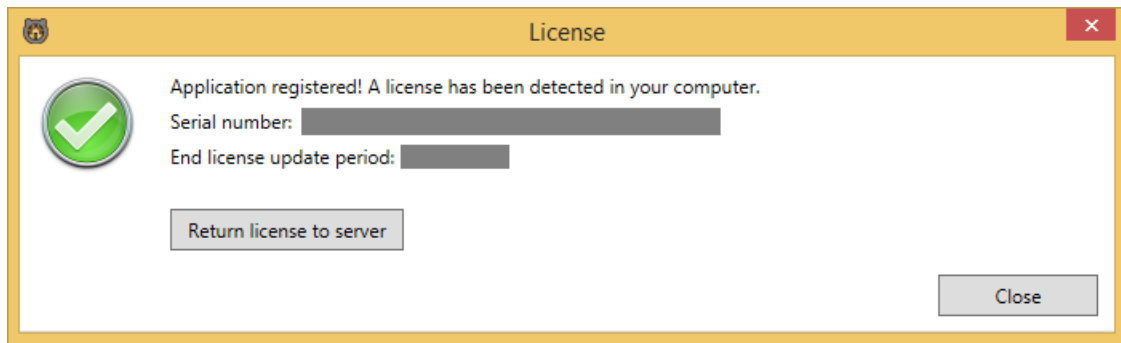 License
Application registered! A license has been detected in your computer.
Serial number:
End license update period:
Return license to server
Close